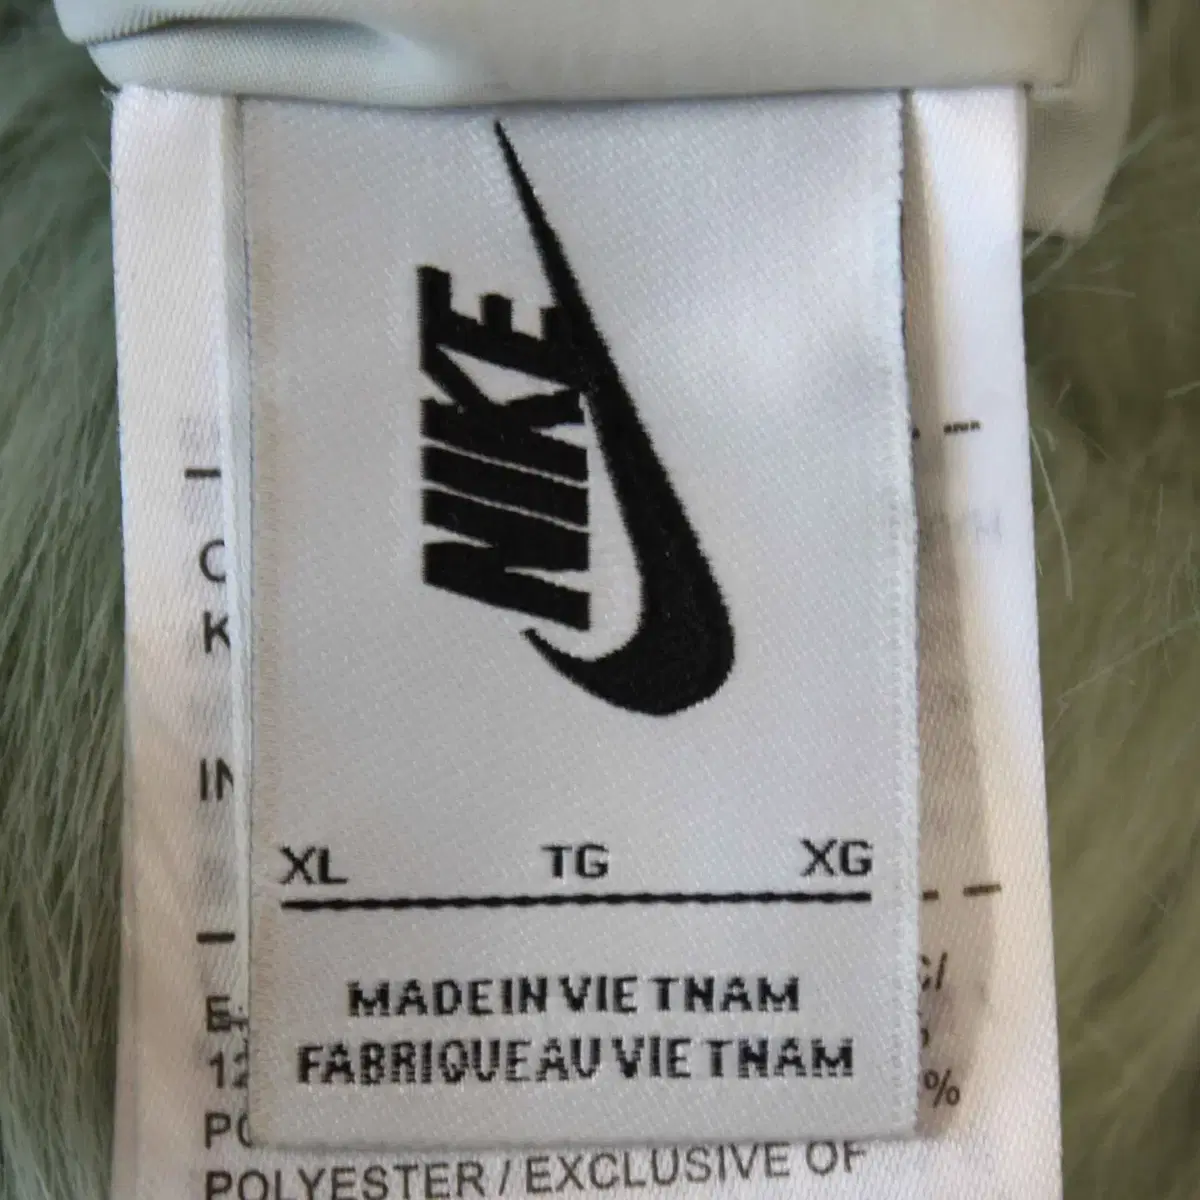 NIKE
XL TG XG
MADE IN VIETNAM
FABRIQUE AU VIETNAM
%
POLYESTER / EXCLUSIVE OF